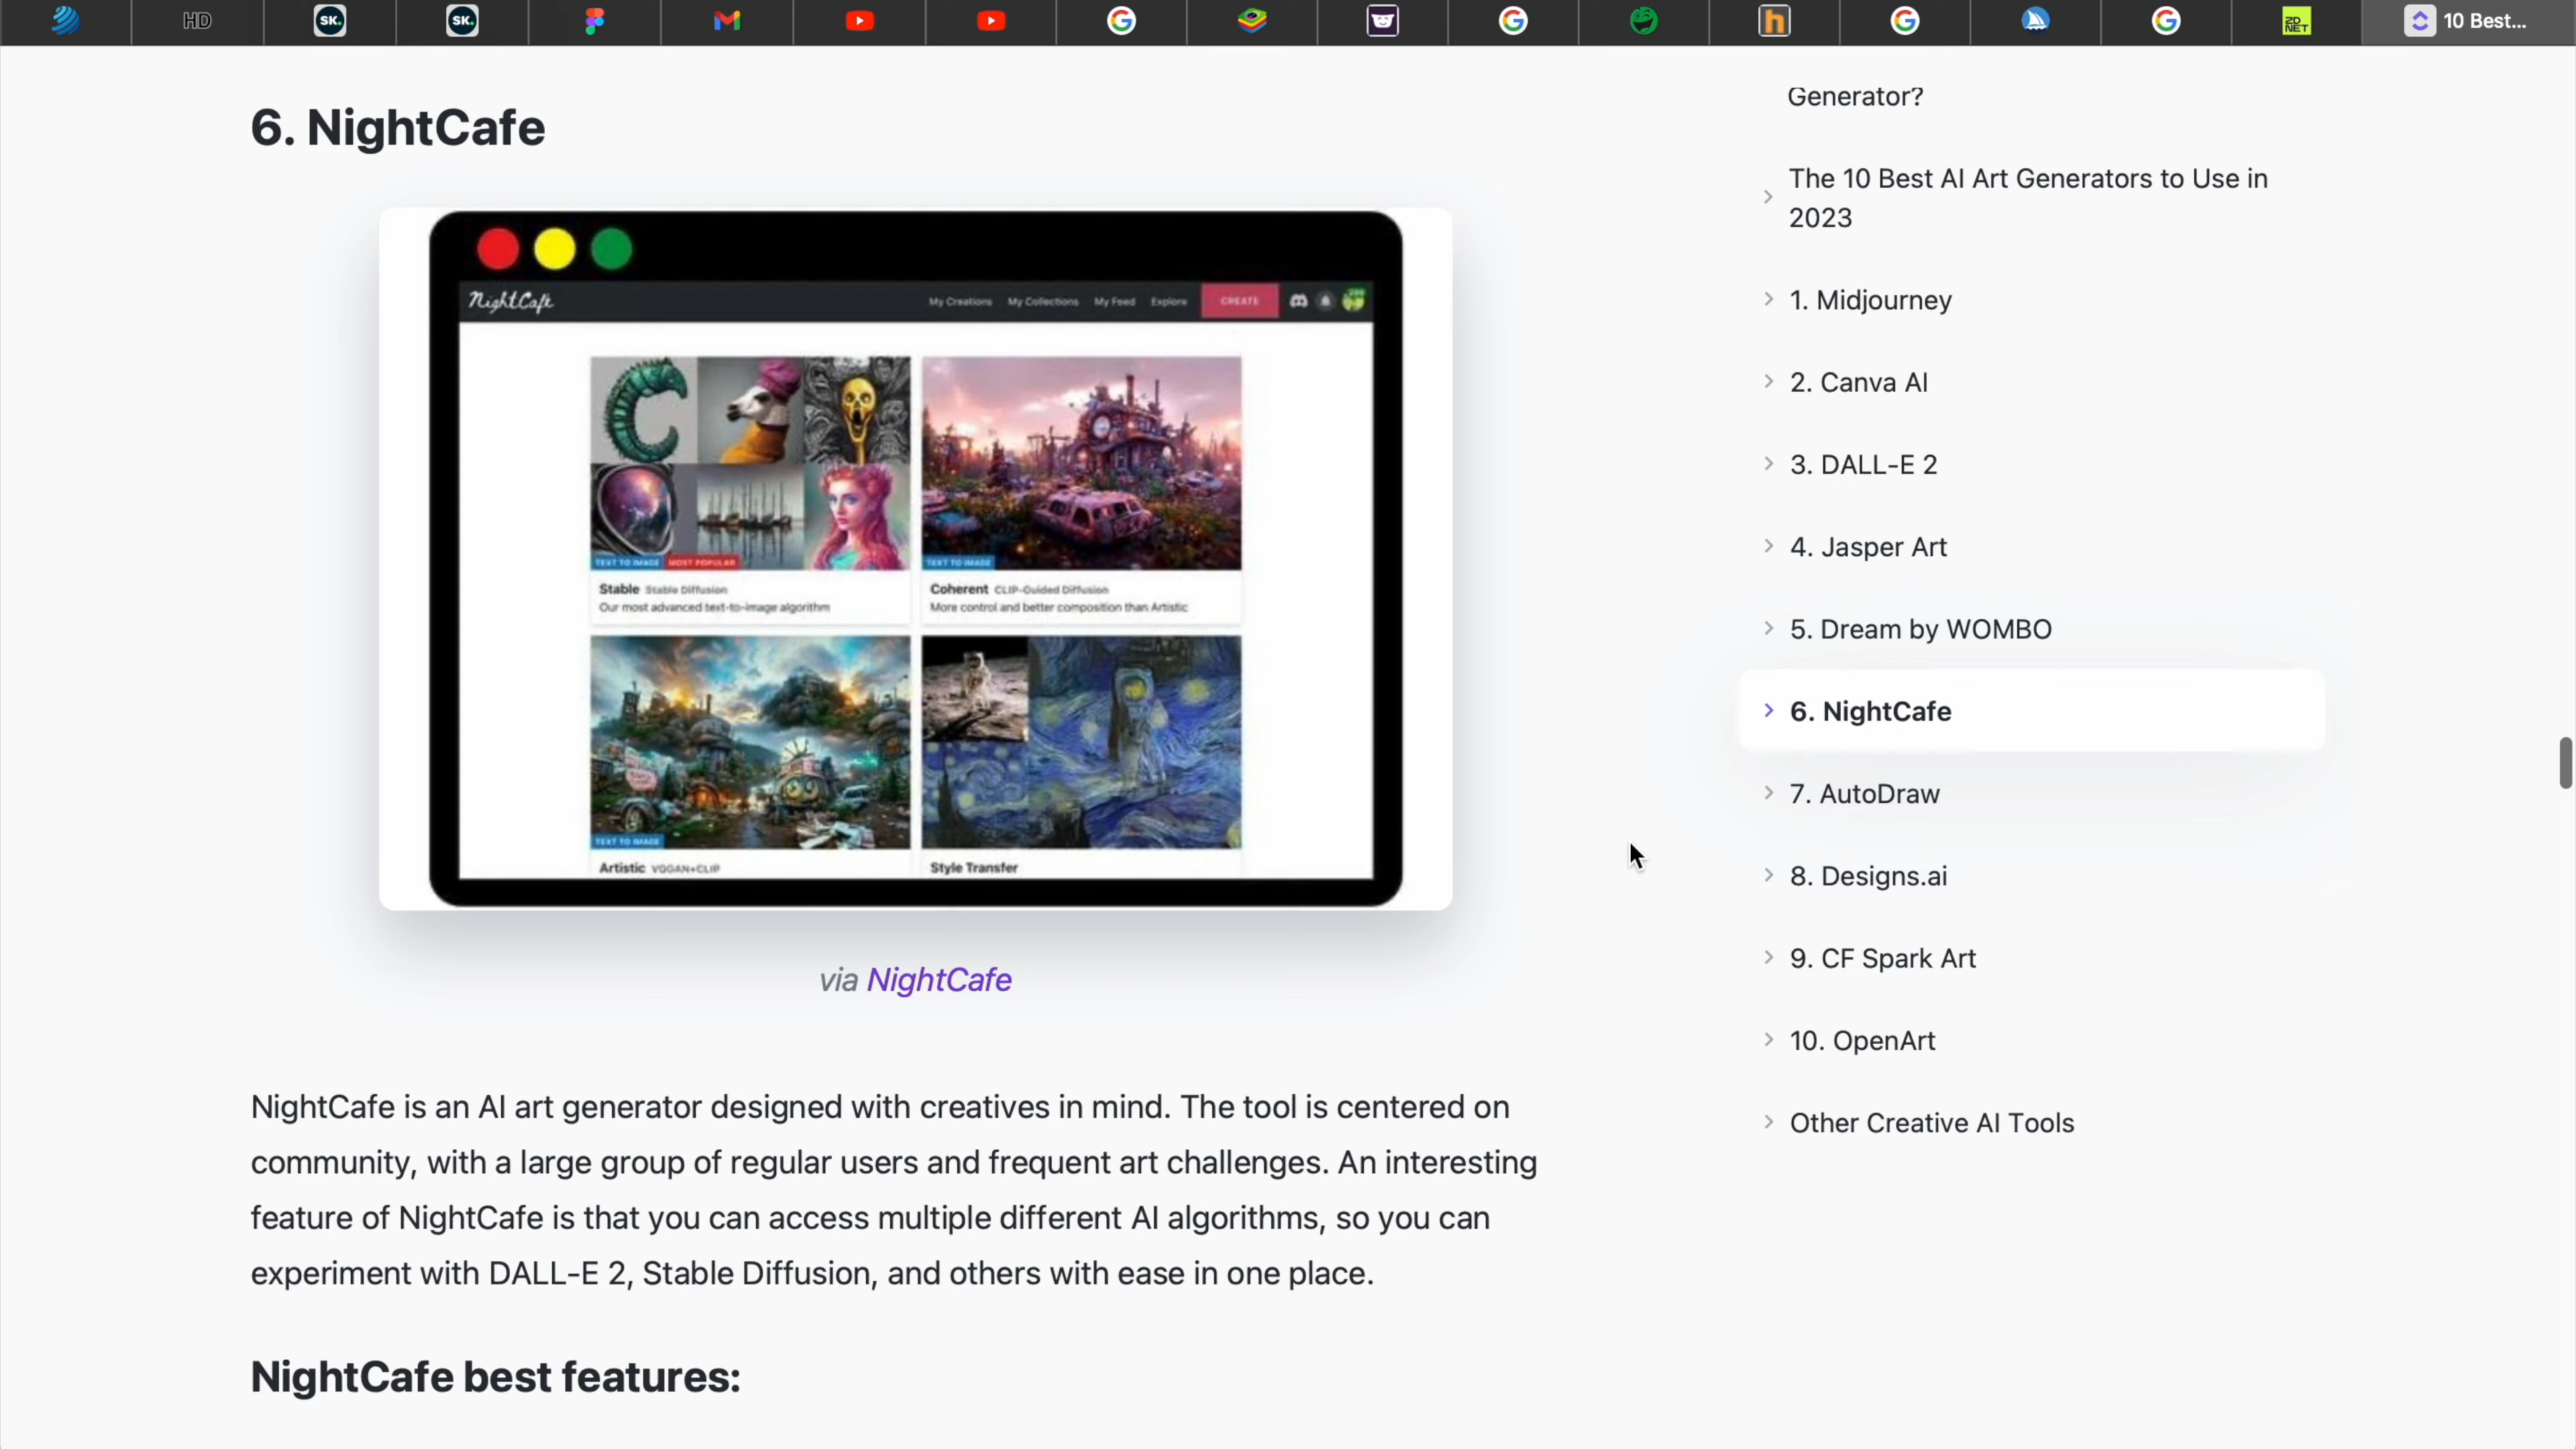 HD
SK.
SK.
h
ZD
NET
10 Best...
6. NightCafe
NightCafe
My Creations
My Collections
My Feed
Explore
CREATE
TEXT TO IMAGE
MOST POPULAR
TEXT TO IMAGE
Stable Stable Diffusion
Our most advanced text-to-image algorithm
Coherent CLIP-Guided Diffusion
More control and better composition than Artistic
TEXT TO IMAGE
Artistic VQGAN+CLIP
Style Transfer
via NightCafe
NightCafe is an AI art generator designed with creatives in mind. The tool is centered on
community, with a large group of regular users and frequent art challenges. An interesting
feature of NightCafe is that you can access multiple different AI algorithms, so you can
experiment with DALL-E 2, Stable Diffusion, and others with ease in one place.
NightCafe best features:
Generator?
The 10 Best AI Art Generators to Use in
2023
1. Midjourney
2. Canva AI
3. DALL-E 2
4. Jasper Art
5. Dream by WOMBO
6. NightCafe
7. AutoDraw
8. Designs.ai
9. CF Spark Art
10. OpenArt
Other Creative AI Tools